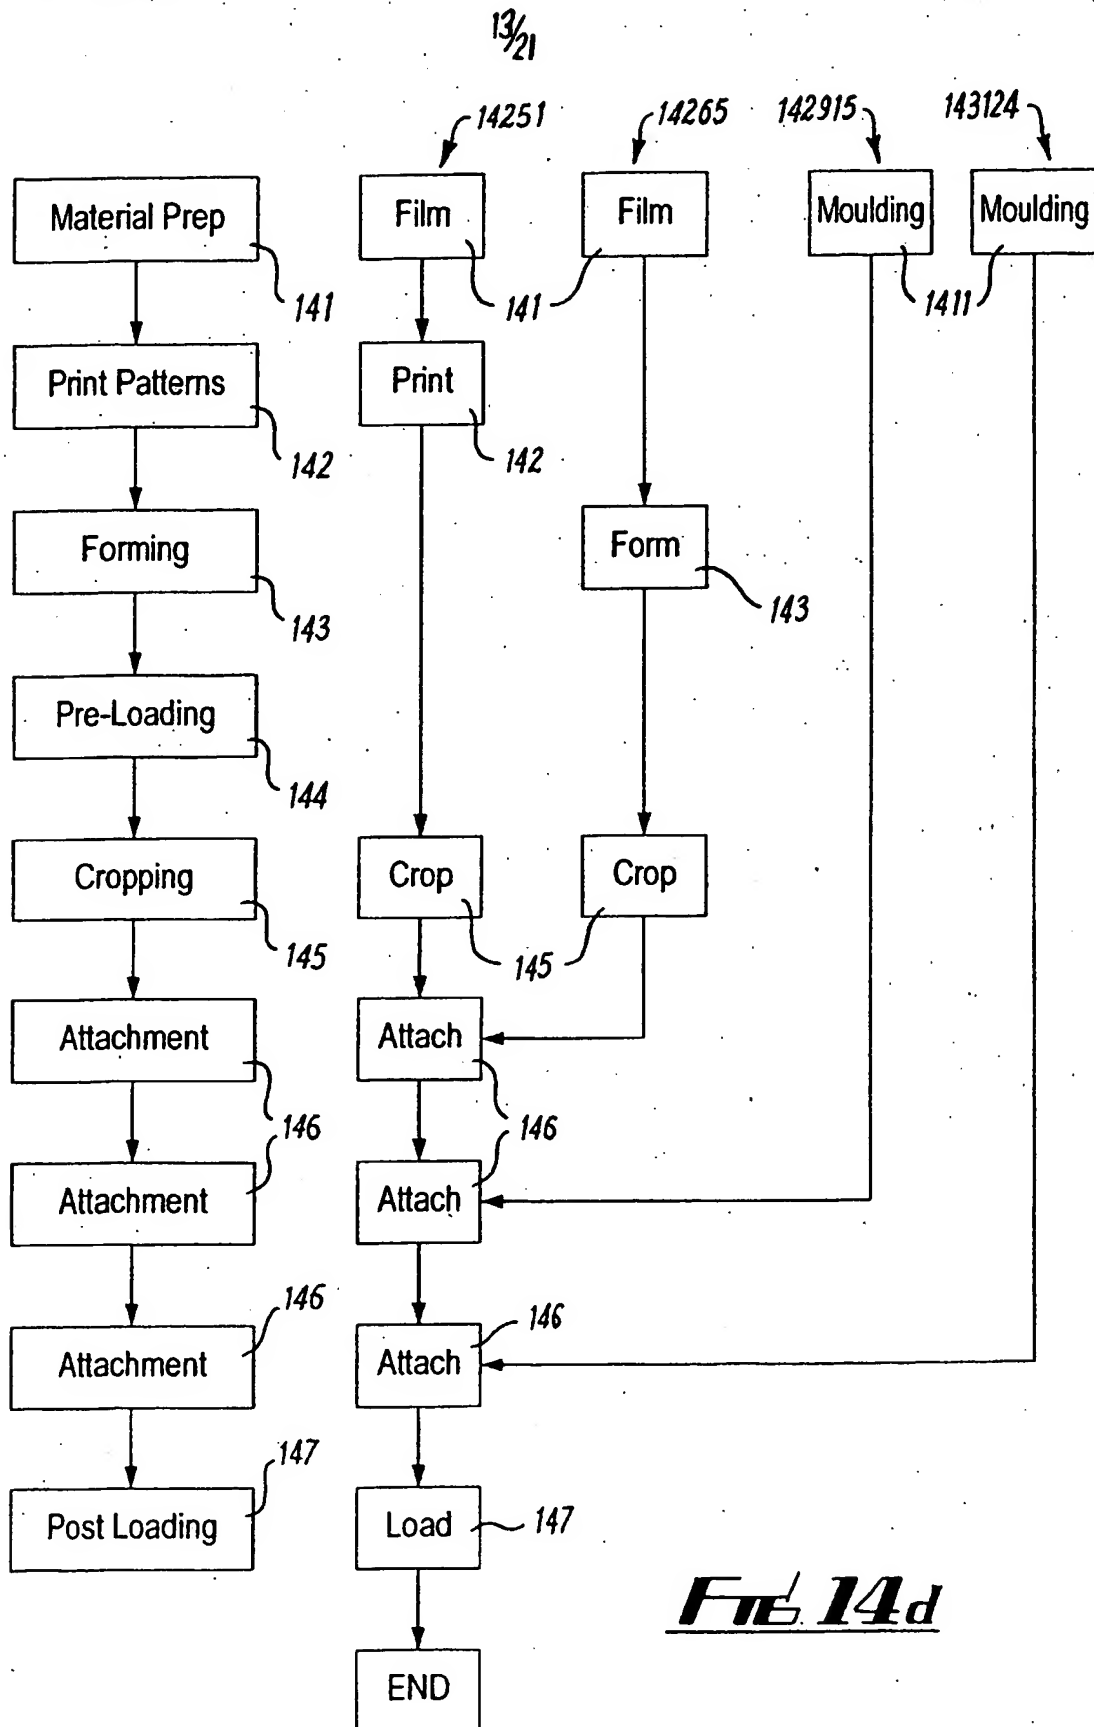 13/21
14251 14265 142915 143124
Material Prep Film Film Moulding Moulding
141 141 1411
Print Patterns Print
142 142
Forming Form
143 143
Pre-Loading
144
Cropping Crop Crop
145 145
Attachment Attach
146 146
Attachment Attach
146 146
Attachment Attach
147
Post Loading Load 147
END
FIG. 14d